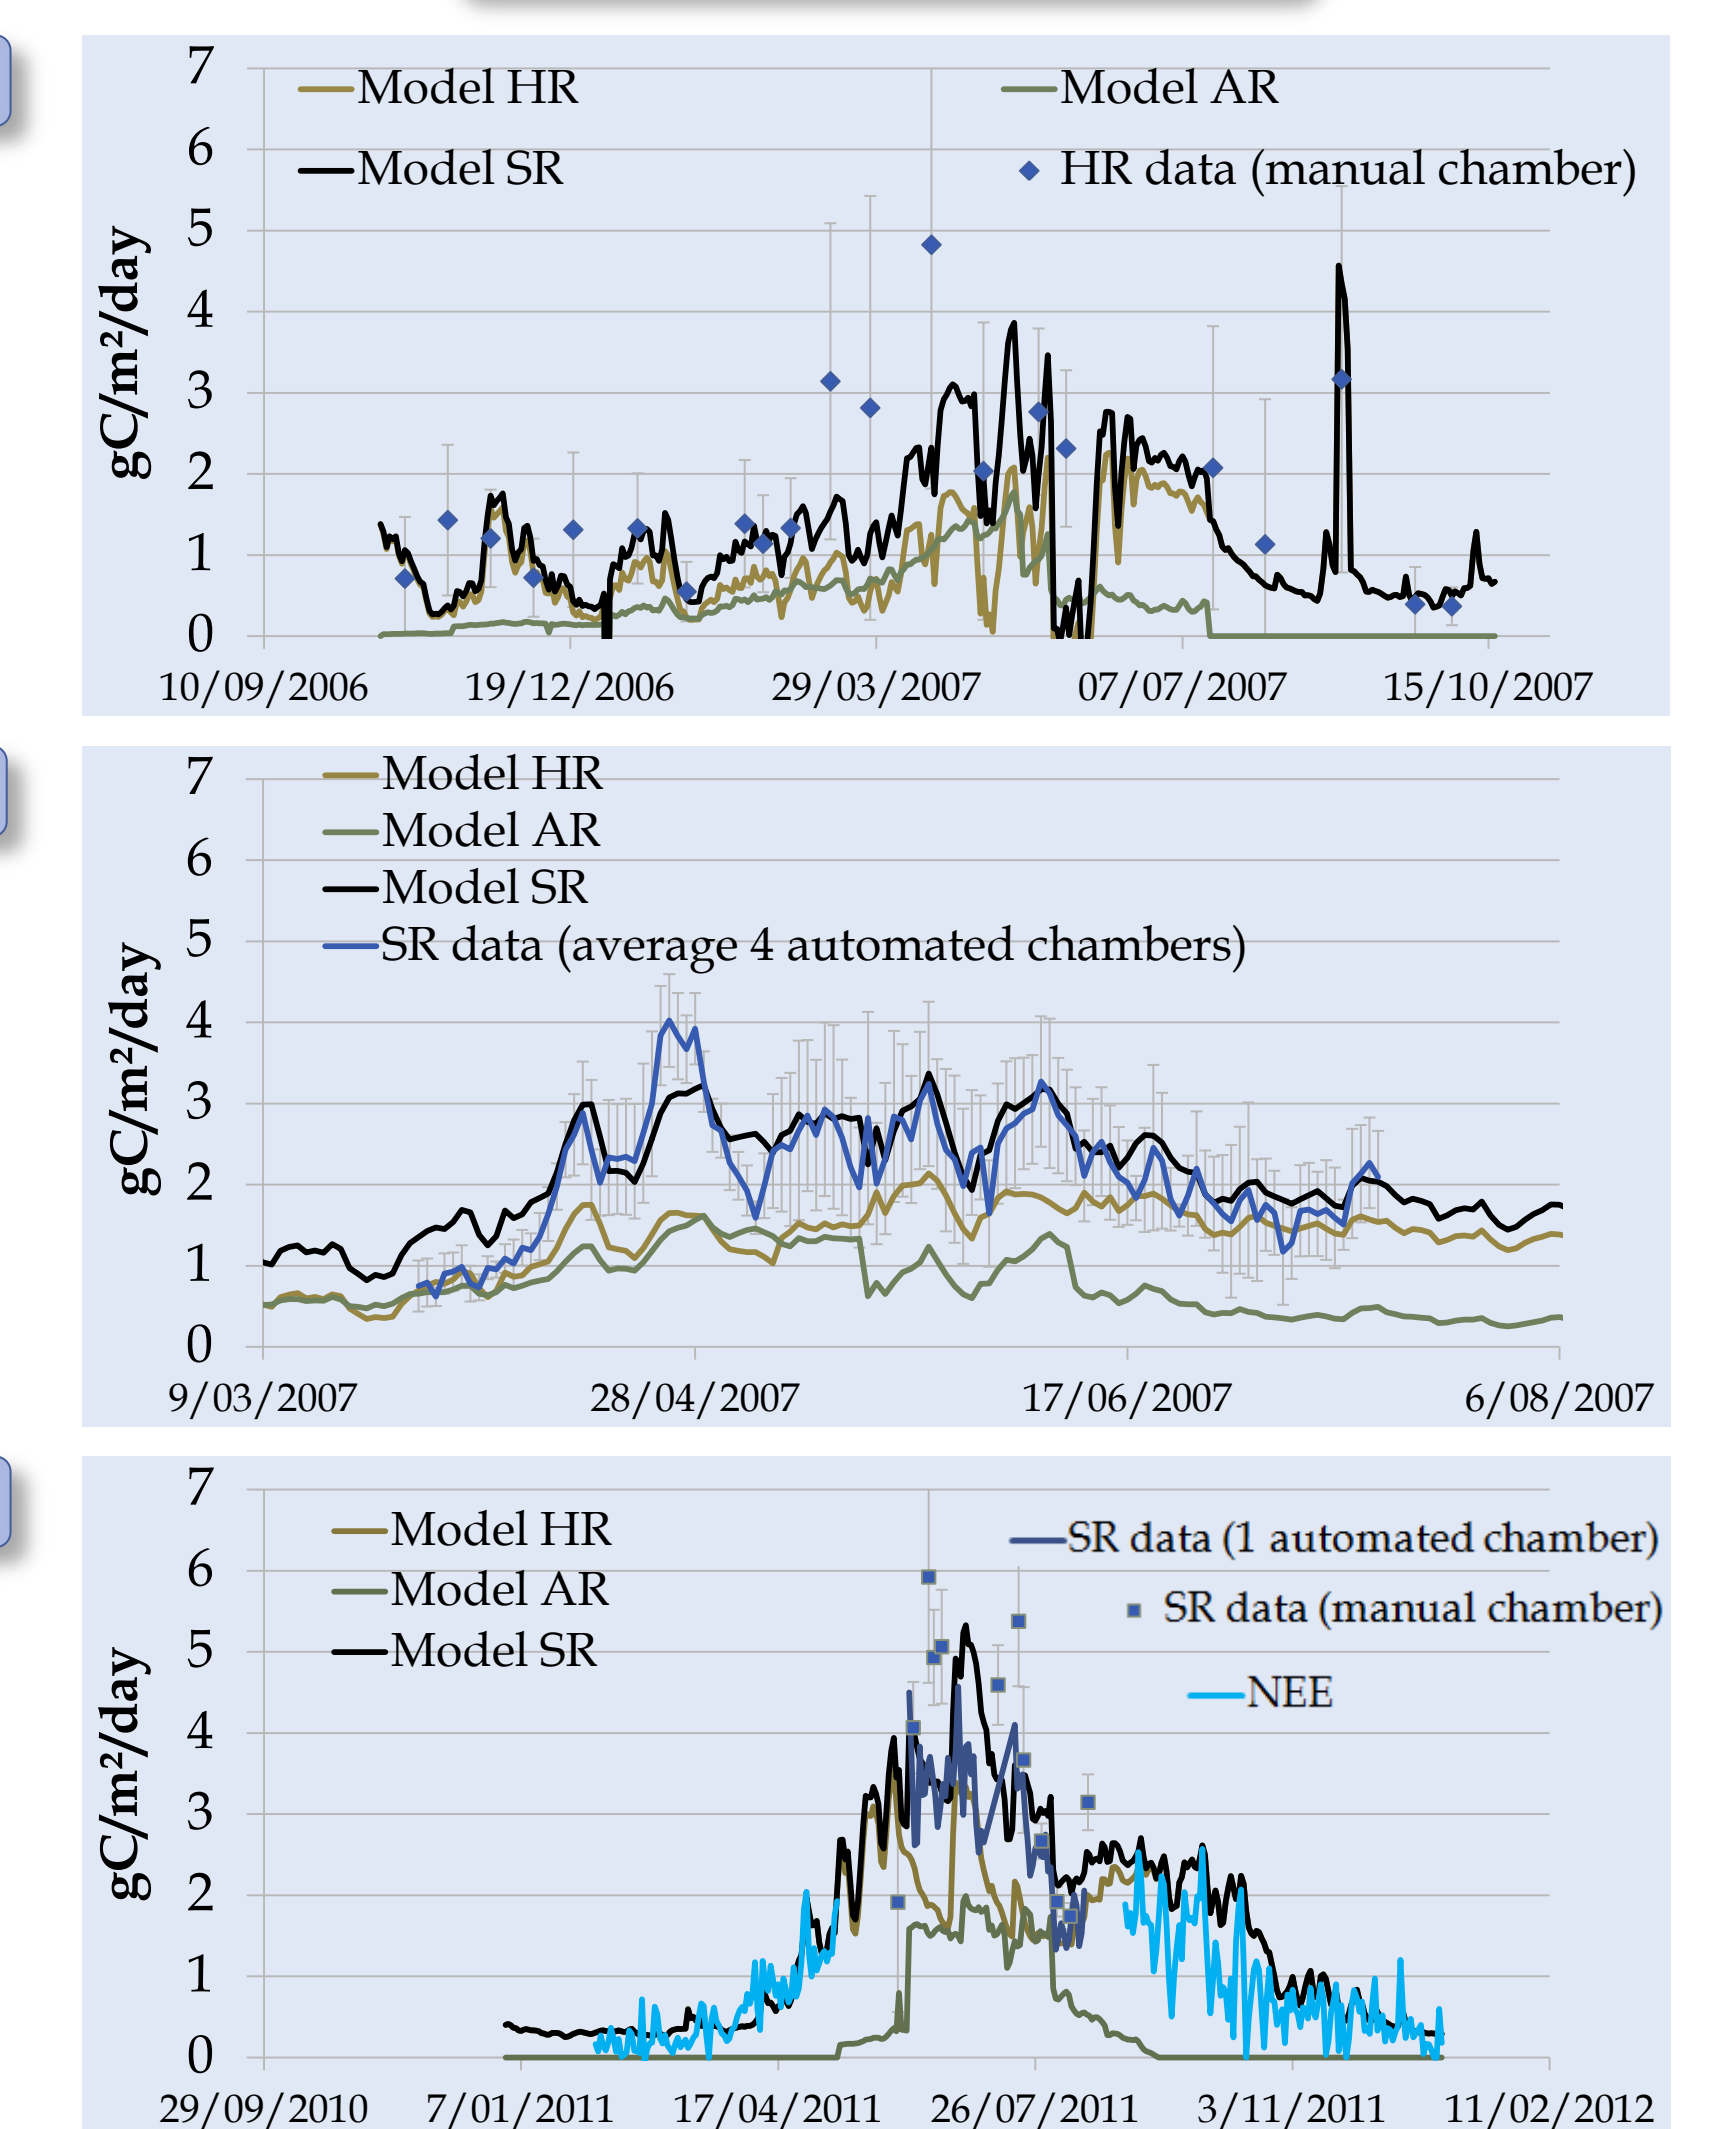 7
Model HR Model AR
6
Model SR HR data (manual chamber)
5
4
3
2
1
0
gC/m²/day
10/09/2006 19/12/2006 29/03/2007 07/07/2007 15/10/2007
7
Model HR
Model AR
6
Model SR
5
SR data (average 4 automated chambers)
4
3
2
1
0
gC/m²/day
9/03/2007 28/04/2007 17/06/2007 6/08/2007
7
Model HR SR data (1 automated chamber)
6
Model AR SR data (manual chamber)
5
Model SR
NEE
4
3
2
1
0
gC/m²/day
29/09/2010 7/01/2011 17/04/2011 26/07/2011 3/11/2011 11/02/2012